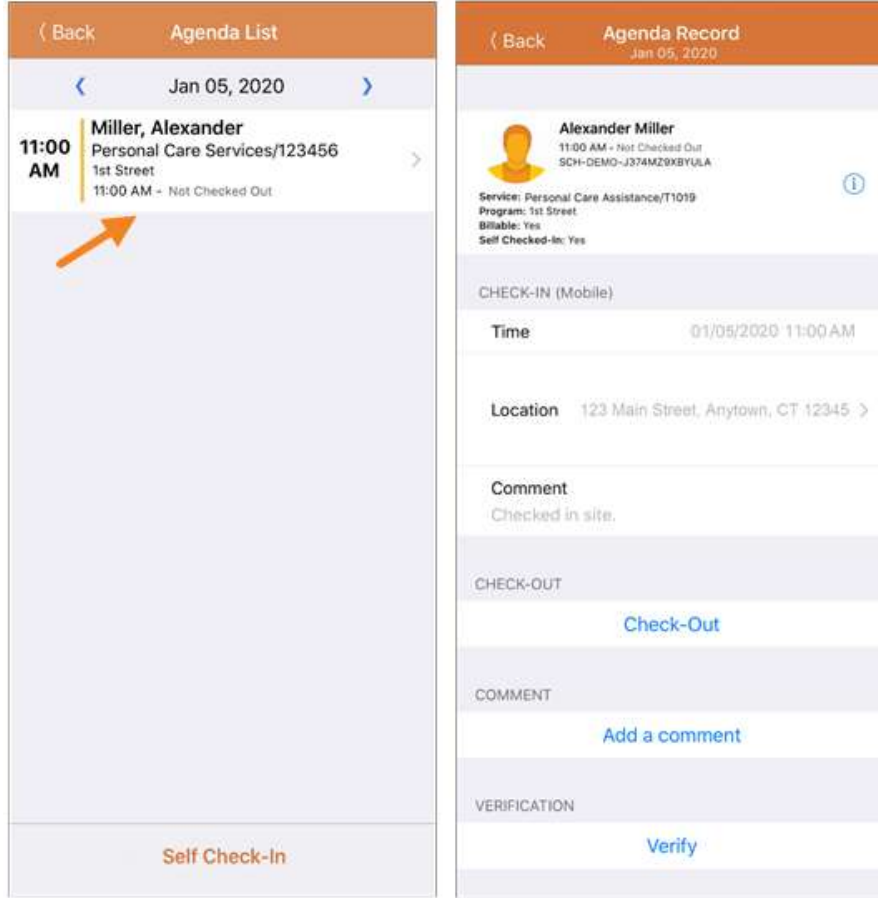 Back
Agenda List
Jan 05, 2020
11:00 AM
Miller, Alexander
Personal Care Services/123456
1st Street
11:00 AM - Not Checked Out
Self Check-In
Back
Agenda Record
Jan 05, 2020
Alexander Miller
11:00 AM - Not Checked Out
SCH-DEMO-J374MZ9XBYULA
Service: Personal Care Assistance/T1019
Program: 1st Street
Billable: Yes
Self Checked-In: Yes
CHECK-IN (Mobile)
Time 01/05/2020 11:00 AM
Location 123 Main Street, Anytown, CT 12345
Comment
Checked in site.
CHECK-OUT
Check-Out
COMMENT
Add a comment
VERIFICATION
Verify